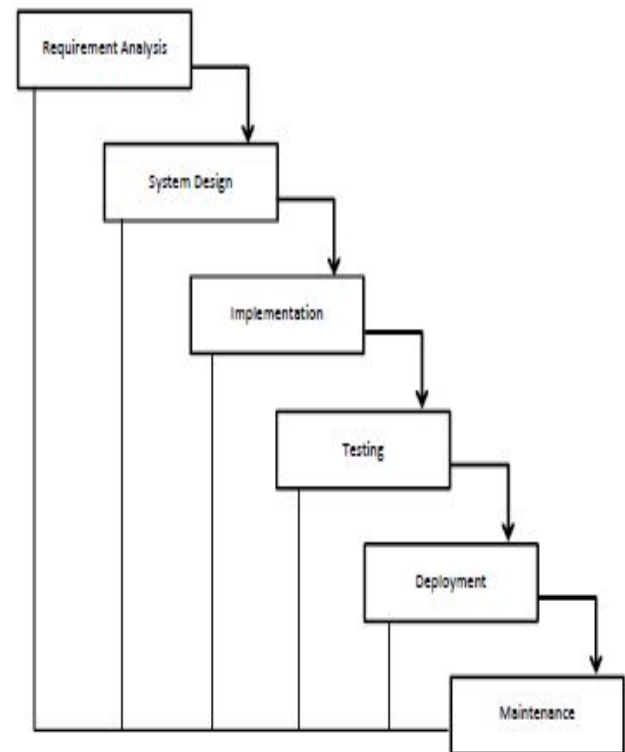 Requirement Analysis
System Design
Implementation
Testing
Deployment
Maintenance